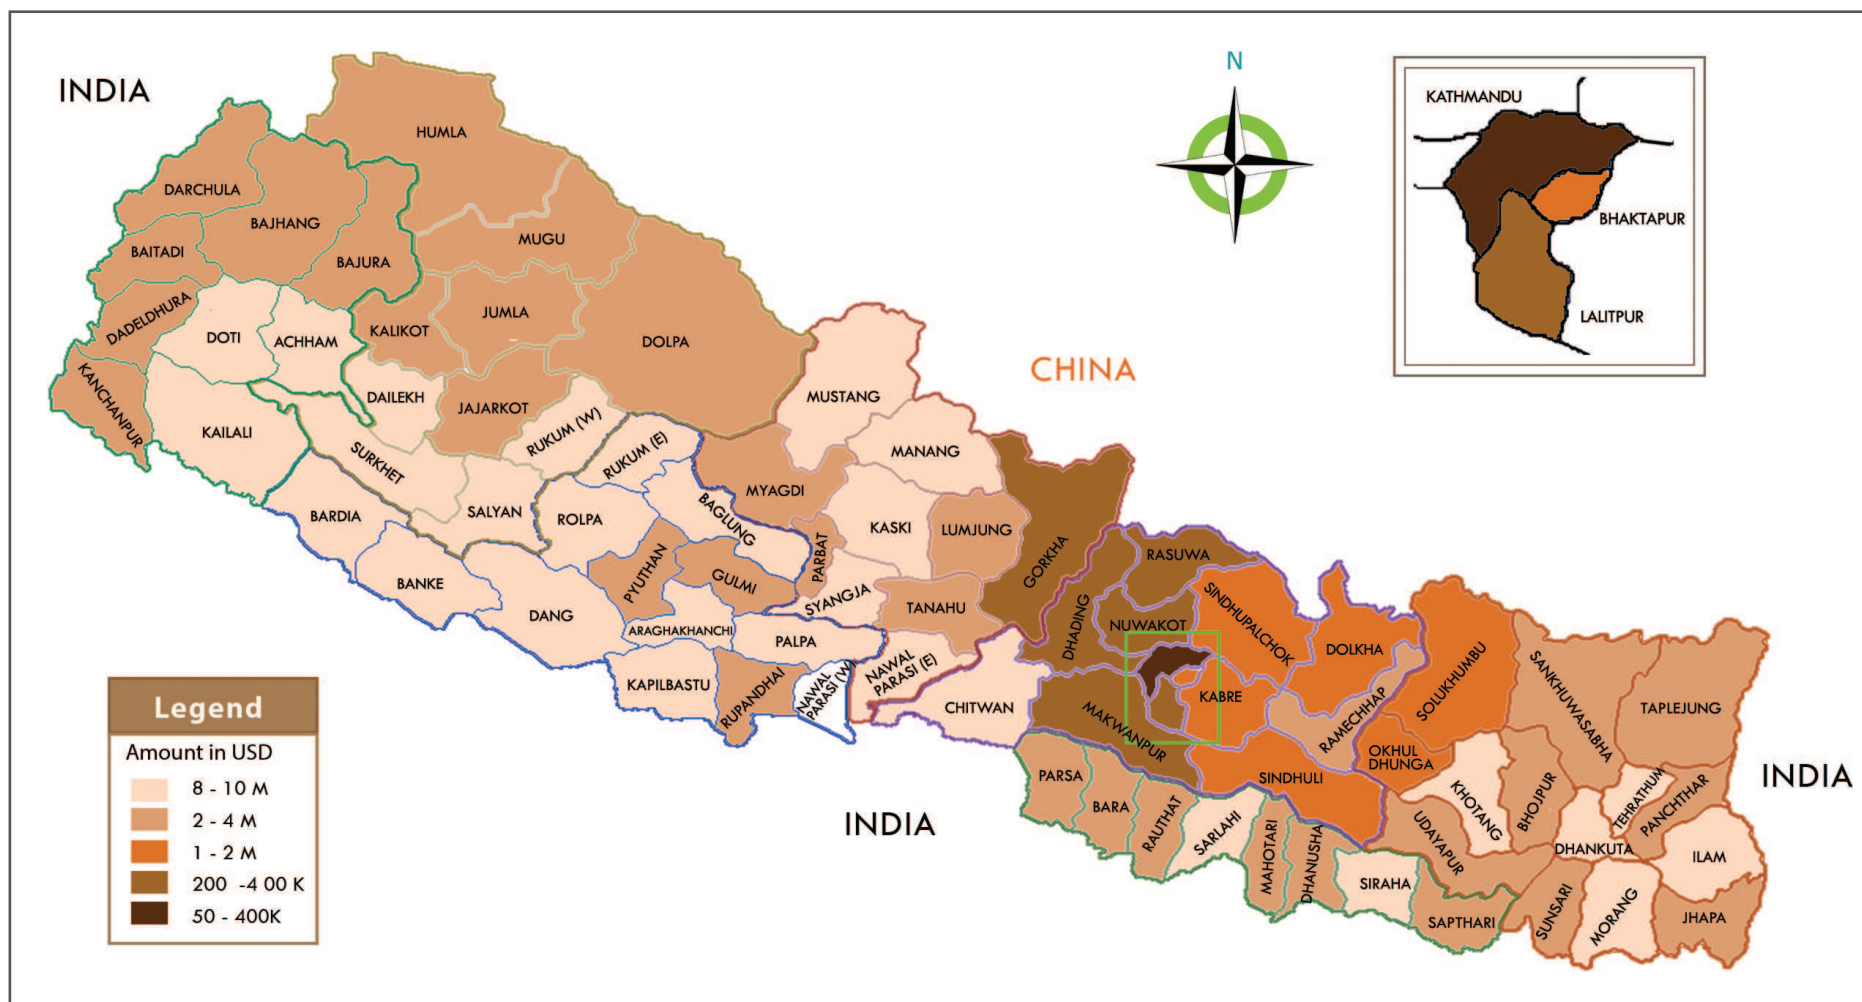 INDIA
N
KATHMANDU
BHAKTAPUR
LALITPUR
HUMLA
DARCHULA
BAJHANG
BAITADI
BAJURA
MUGU
DADELDHURA
DOTI
ACHHAM
KALIKOT
JUMLA
DOLPA
KANCHANPUR
KAILALI
DAILEKH
JAJARKOT
RUKUM (W)
RUKUM (E)
MUSTANG
CHINA
MANANG
SURKHET
SALYAN
ROLPA
BAGLUNG
MYAGDI
KASKI
LUMJUNG
GORKHA
BARDIA
BANKE
DANG
PYUTHAN
GULMI
PARBAT
SYANGJA
TANAHU
ARAGHAKHANCHI
PALPA
KAPILBASTU
RUPANDHAI
NAWAL
PARASI (W)
NAWAL
PARASI (E)
CHITWAN
DHADING
RASUWA
NUWAKOT
SINDHUPALCHOK
DOLKHA
KABRE
RAMECHHAP
MAKWANPUR
SINDHULI
SOLUKHUMBU
OKHUL
DHUNGA
SANKHUWASABHA
TAPLEJUNG
KHOTANG
BHOJPUR
TEHRATHUM
PANCHTHAR
DHANKUTA
ILAM
INDIA
PARSA
BARA
RAUTHAT
SARLAHI
MAHOTARI
DHANUSHA
SIRAHA
UDAYAPUR
SAPTHARI
SUNSARI
MORANG
JHAPA
INDIA
Legend
Amount in USD
8 - 10 M
2 - 4 M
1 - 2 M
200 -4 00 K
50 - 400K